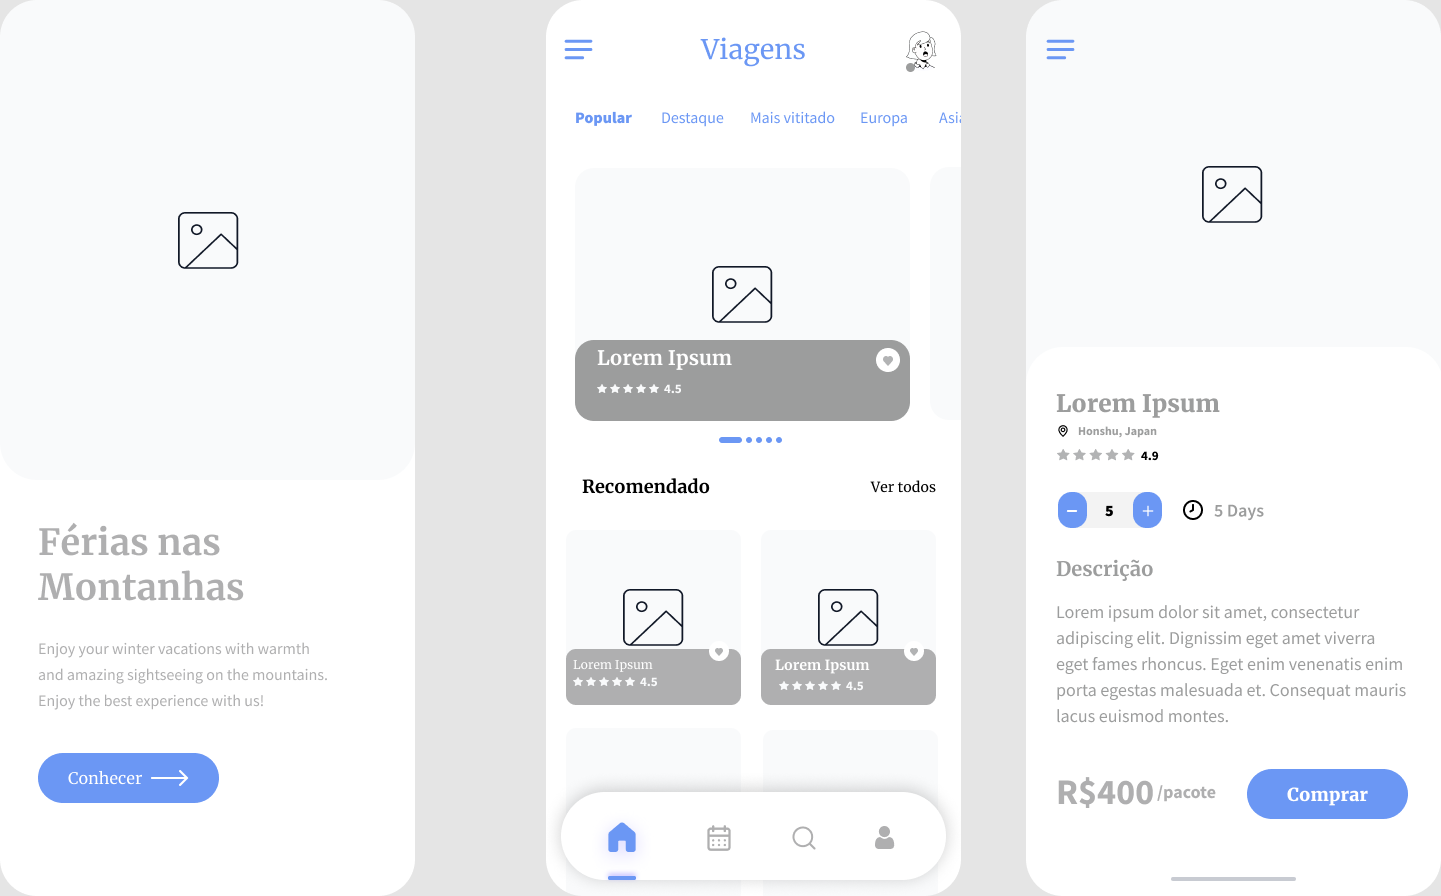 Férias nas
Montanhas
Enjoy your winter vacations with warmth
and amazing sightseeing on the mountains.
Enjoy the best experience with us!
Conhecer
Viagens
Popular Destaque Mais vititado Europa Asia
Lorem Ipsum
4.5
Recomendado Ver todos
Lorem Ipsum
4.5
Lorem Ipsum
4.5
Lorem Ipsum
Honshu, Japan
4.9
− 5 + 5 Days
Descrição
Lorem ipsum dolor sit amet, consectetur
adipiscing elit. Dignissim eget amet viverra
eget fames rhoncus. Eget enim venenatis enim
porta egestas malesuada et. Consequat mauris
lacus euismod montes.
R$400 /pacote Comprar